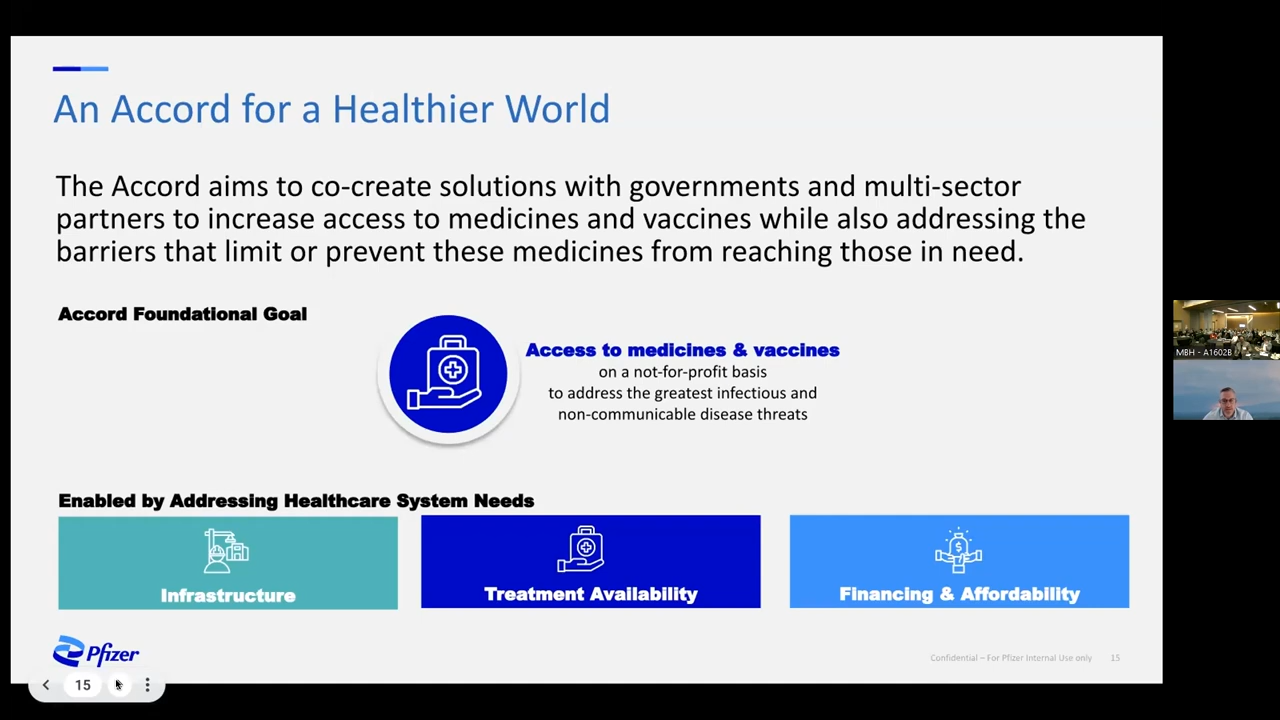 An Accord for a Healthier World
The Accord aims to co-create solutions with governments and multi-sector
partners to increase access to medicines and vaccines while also addressing the
barriers that limit or prevent these medicines from reaching those in need.
Accord Foundational Goal
Access to medicines & vaccines
on a not-for-profit basis
to address the greatest infectious and
non-communicable disease threats
Enabled by Addressing Healthcare System Needs
Infrastructure
Treatment Availability
$
Financing & Affordability
Pfizer
Confidential – For Pfizer Internal Use only 15
15
MBH - A1602B